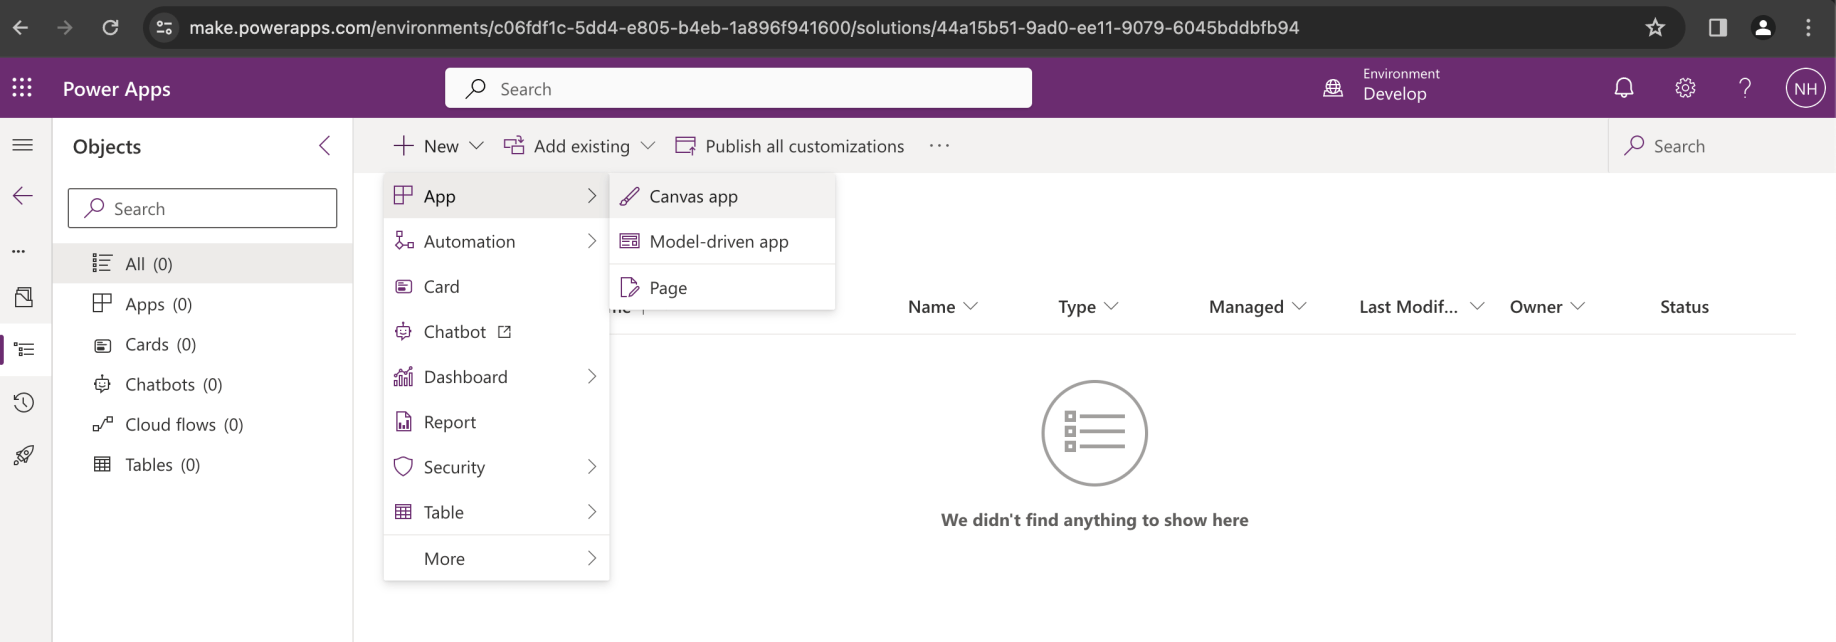 make.powerapps.com/environments/c06fdf1c-5dd4-e805-b4eb-1a896f941600/solutions/44a15b51-9ad0-ee11-9079-6045bddbfb94
Power Apps
Search
Environment
Develop
NH
Objects
Search
All (0)
Apps (0)
Cards (0)
Chatbots (0)
Cloud flows (0)
Tables (0)
New
Add existing
Publish all customizations
Search
App
Automation
Card
Chatbot
Dashboard
Report
Security
Table
More
Canvas app
Model-driven app
Page
Name
Type
Managed
Last Modif...
Owner
Status
We didn't find anything to show here